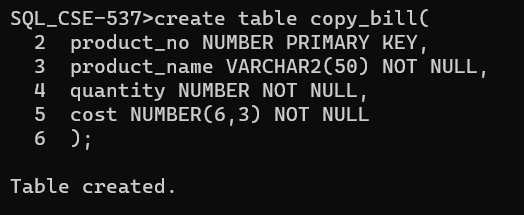 SQL_CSE-537>create table copy_bill(
  2  product_no NUMBER PRIMARY KEY,
  3  product_name VARCHAR2(50) NOT NULL,
  4  quantity NUMBER NOT NULL,
  5  cost NUMBER(6,3) NOT NULL
  6  );
Table created.